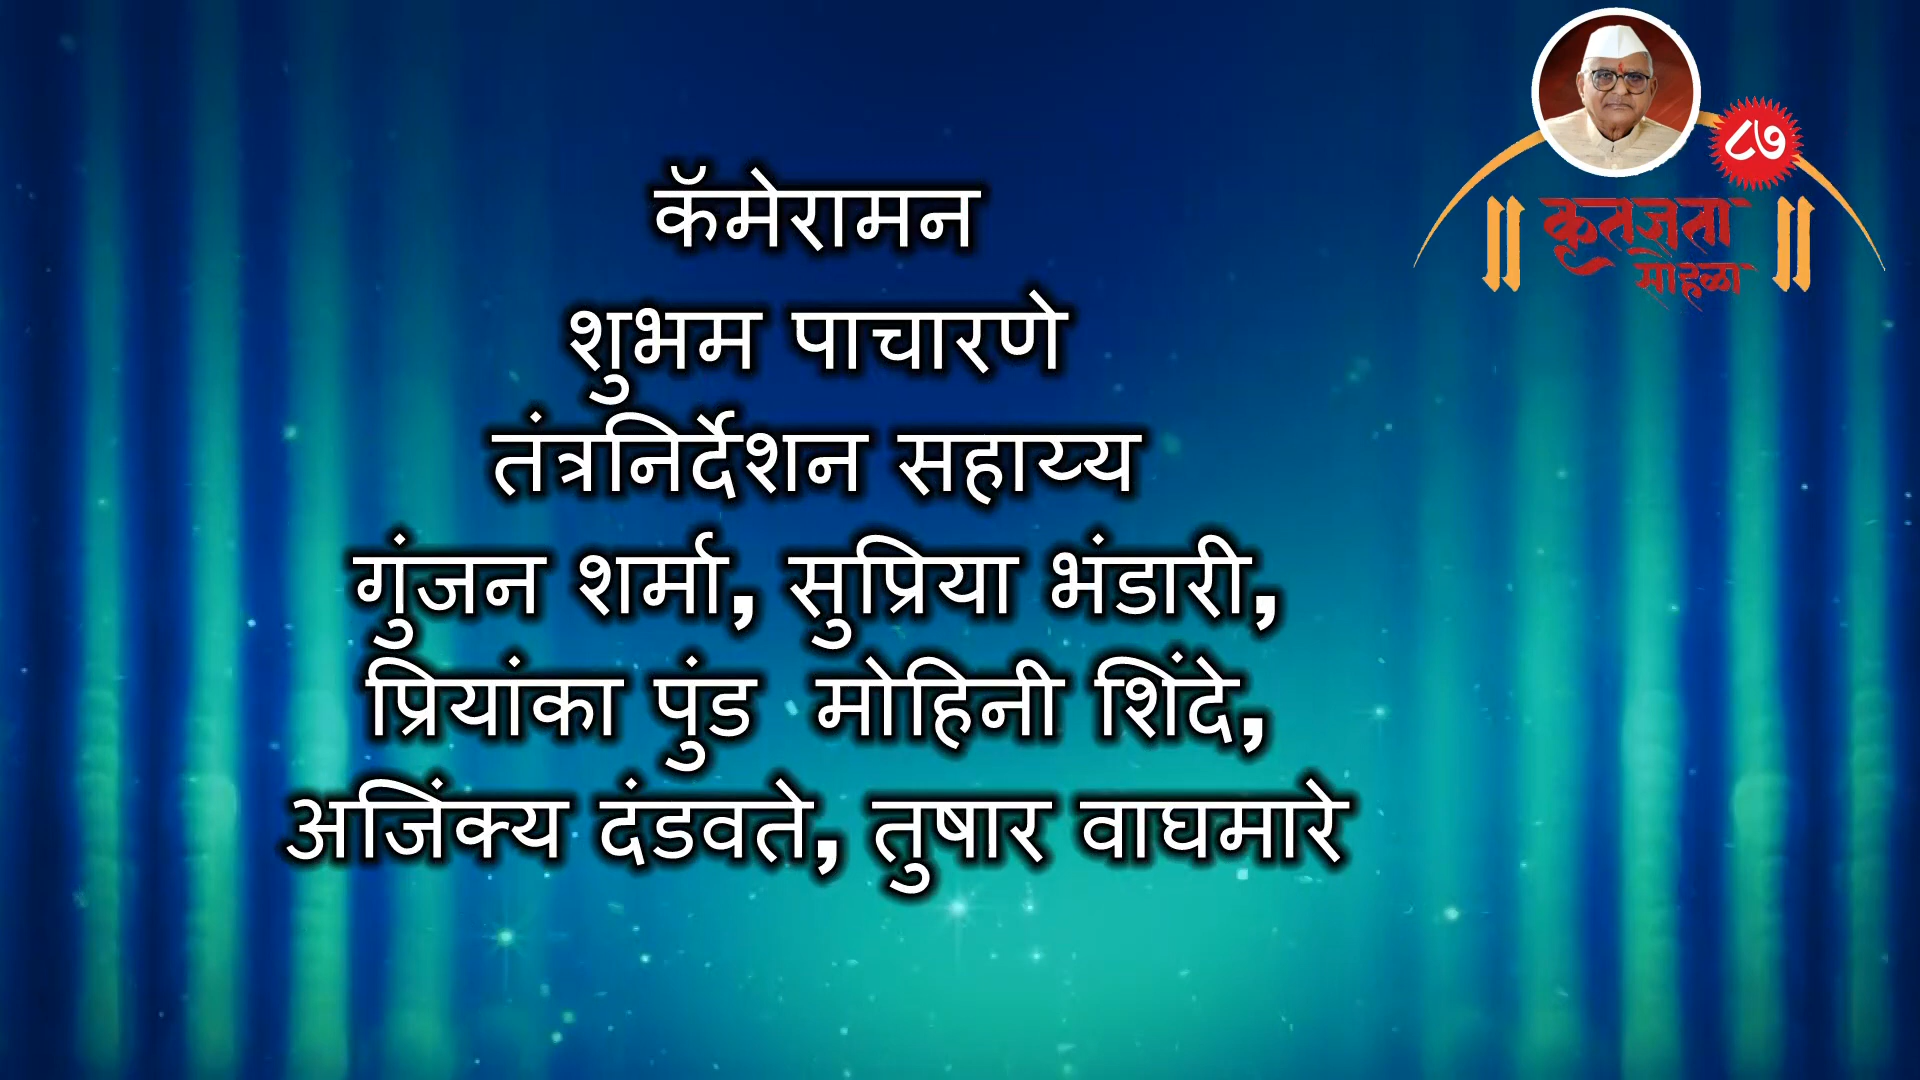 ८७
॥ कृतज्ञता ॥
सोहळा
कॅमेरामन
शुभम पाचारणे
तंत्रनिर्देशन सहाय्य
गुंजन शर्मा, सुप्रिया भंडारी,
प्रियांका पुंड  मोहिनी शिंदे,
अजिंक्य दंडवते, तुषार वाघमारे